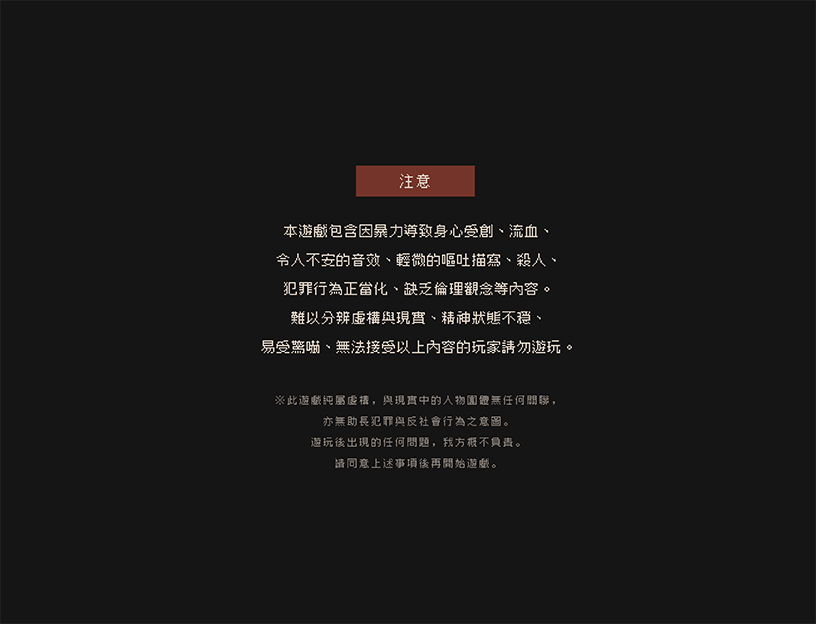 注意
本遊戲包含因暴力導致身心受創、流血、
令人不安的音效、輕微的嘔吐描寫、殺人、
犯罪行為正當化、缺乏倫理觀念等內容。
難以分辨虛構與現實、精神狀態不穩、
易受驚嚇、無法接受以上內容的玩家請勿遊玩。
※此遊戲純屬虛構，與現實中的人物團體無任何關聯，
亦無助長犯罪與反社會行為之意圖。
遊玩後出現的任何問題，我方概不負責。
請同意上述事項後再開始遊戲。